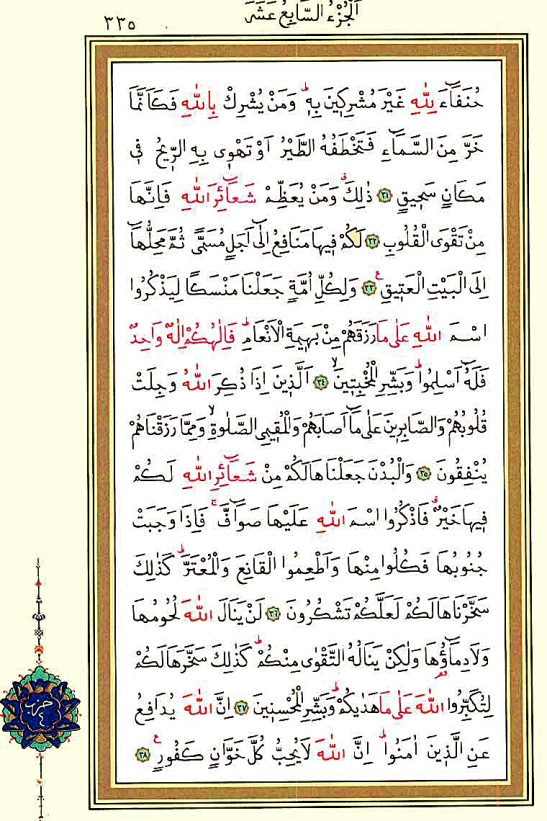 اَلْجُزْءُ السَّابِعُ عَشَرَ
٣٣٥
حُنَفَٓاءَ لِلّٰهِ غَيْرَ مُشْرِك۪ينَ بِه۪ۜ وَمَنْ يُشْرِكْ بِاللّٰهِ فَكَاَنَّمَا
خَرَّ مِنَ السَّمَٓاءِ فَتَخْطَفُهُ الطَّيْرُ اَوْ تَهْو۪ي بِهِ الرّ۪يحُ ف۪ي
مَكَانٍ سَح۪يقٍ ﴿٣١﴾ ذٰلِكَۗ وَمَنْ يُعَظِّمْ شَعَٓائِرَ اللّٰهِ فَاِنَّهَا
مِنْ تَقْوَى الْقُلُوبِ ﴿٣٢﴾ لَكُمْ ف۪يهَا مَنَافِعُ اِلٰٓى اَجَلٍ مُسَمًّى ثُمَّ مَحِلُّهَٓا
اِلَى الْبَيْتِ الْعَت۪يقِ۟ ﴿٣٣﴾ وَلِكُلِّ اُمَّةٍ جَعَلْنَا مَنْسَكًا لِيَذْكُرُوا
اسْمَ اللّٰهِ عَلٰى مَا رَزَقَهُمْ مِنْ بَه۪يمَةِ الْاَنْعَامِۜ فَاِلٰهُكُمْ اِلٰهٌ وَاحِدٌ
فَلَهُٓ اَسْلِمُواۜ وَبَشِّرِ الْمُخْبِت۪ينَۙ ﴿٣٤﴾ اَلَّذ۪ينَ اِذَا ذُكِرَ اللّٰهُ وَجِلَتْ
قُلُوبُهُمْ وَالصَّابِر۪ينَ عَلٰى مَٓا اَصَابَهُمْ وَالْمُق۪يمِي الصَّلٰوةِۙ وَمِمَّا رَزَقْنَاهُمْ
يُنْفِقُونَ ﴿٣٥﴾ وَالْبُدْنَ جَعَلْنَاهَا لَكُمْ مِنْ شَعَٓائِرِ اللّٰهِ لَكُمْ
ف۪يهَا خَيْرٌۗ فَاذْكُرُوا اسْمَ اللّٰهِ عَلَيْهَا صَوَٓافَّۚ فَاِذَا وَجَبَتْ
جُنُوبُهَا فَكُلُوا مِنْهَا وَاَطْعِمُوا الْقَانِعَ وَالْمُعْتَرَّۜ كَذٰلِكَ
سَخَّرْنَاهَا لَكُمْ لَعَلَّكُمْ تَشْكُرُونَ ﴿٣٦﴾ لَنْ يَنَالَ اللّٰهَ لُحُومُهَا
وَلَا دِمَٓاؤُ۬هَا وَلٰكِنْ يَنَالُهُ التَّقْوٰى مِنْكُمْۜ كَذٰلِكَ سَخَّرَهَا لَكُمْ
لِتُكَبِّرُوا اللّٰهَ عَلٰى مَا هَدٰيكُمْۜ وَبَشِّرِ الْمُحْسِن۪ينَ ﴿٣٧﴾ اِنَّ اللّٰهَ يُدَافِعُ
عَنِ الَّذ۪ينَ اٰمَنُواۜ اِنَّ اللّٰهَ لَا يُحِبُّ كُلَّ خَوَّانٍ كَفُورٍ۟ ﴿٣٨﴾
حزب
٤